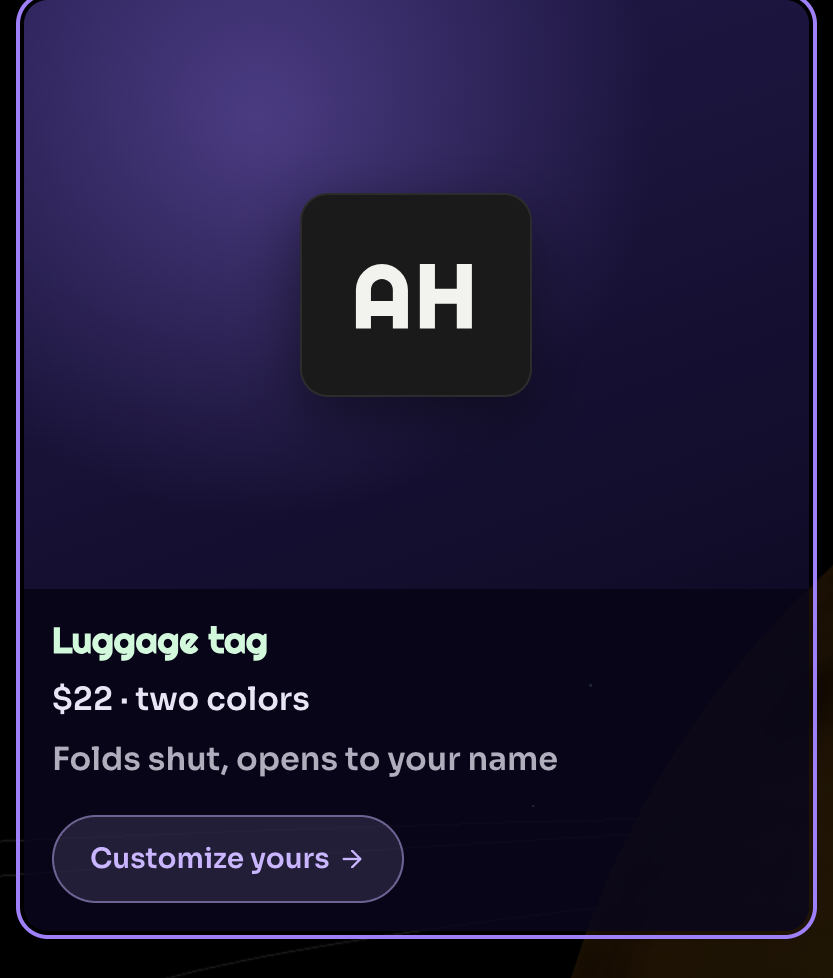 AH
Luggage tag
$22 · two colors
Folds shut, opens to your name
Customize yours →